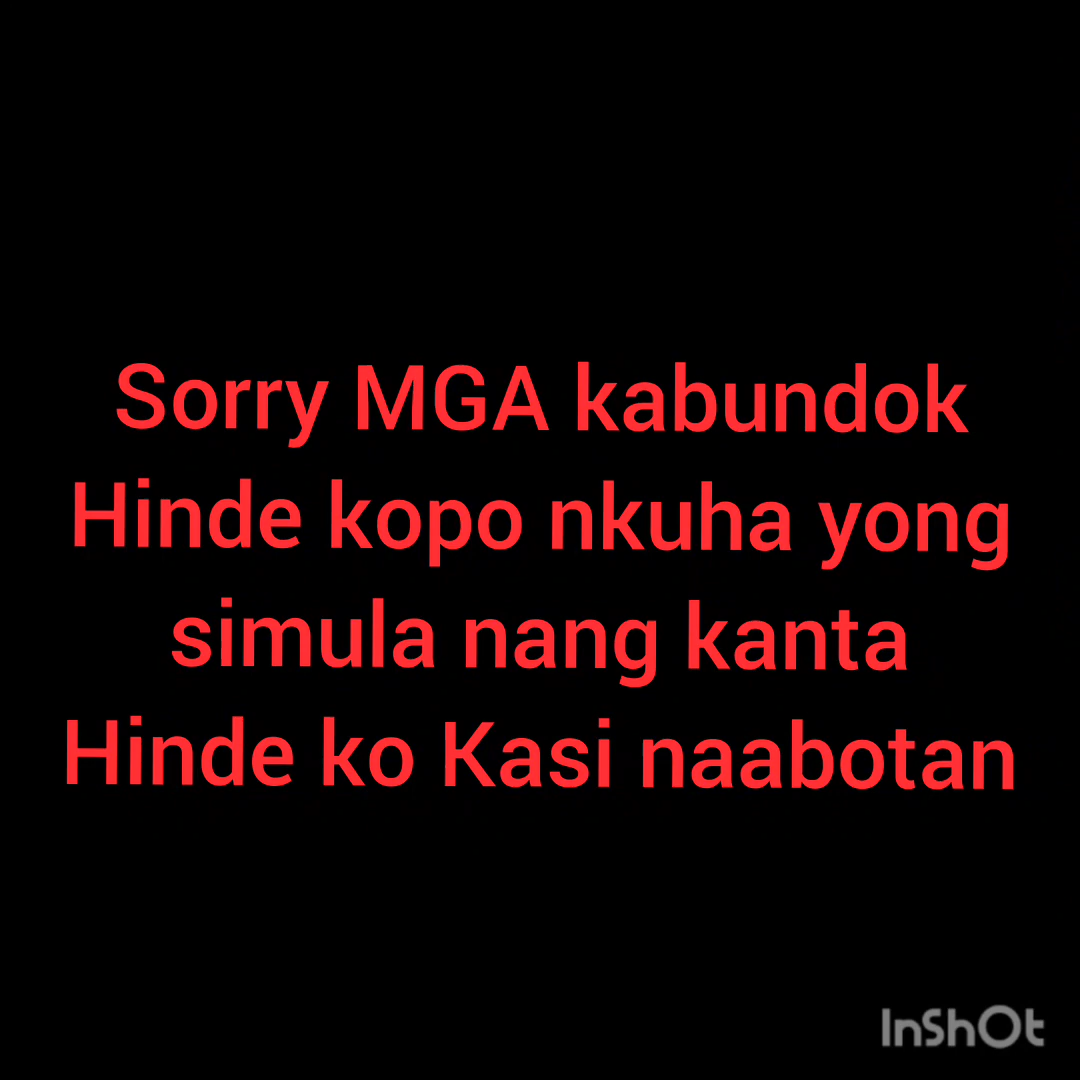 Sorry MGA kabundok
Hinde kopo nkuha yong
simula nang kanta
Hinde ko Kasi naabotan
InShOt